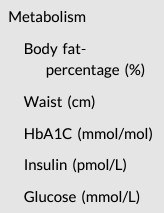 Metabolism
Body fat-
percentage (%)
Waist (cm)
HbA1C (mmol/mol)
Insulin (pmol/L)
Glucose (mmol/L)